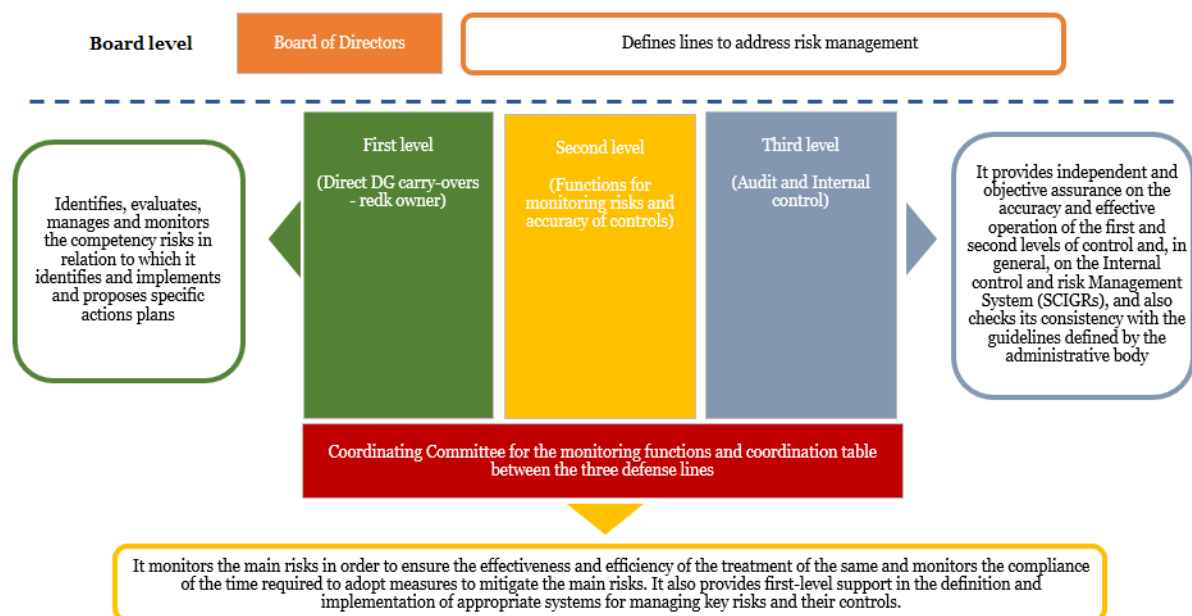 Board level
Board of Directors
Defines lines to address risk management
First level
(Direct DG carry-overs
- redk owner)
Second level
(Functions for
monitoring risks and
accuracy of controls)
Third level
(Audit and Internal
control)
Identifies, evaluates,
manages and monitors
the competency risks in
relation to which it
identifies and implements
and proposes specific
actions plans
It provides independent and
objective assurance on the
accuracy and effective
operation of the first and
second levels of control and, in
general, on the Internal
control and risk Management
System (SCIGRs), and also
checks its consistency with the
guidelines defined by the
administrative body
Coordinating Committee for the monitoring functions and coordination table
between the three defense lines
It monitors the main risks in order to ensure the effectiveness and efficiency of the treatment of the same and monitors the compliance
of the time required to adopt measures to mitigate the main risks. It also provides first-level support in the definition and
implementation of appropriate systems for managing key risks and their controls.